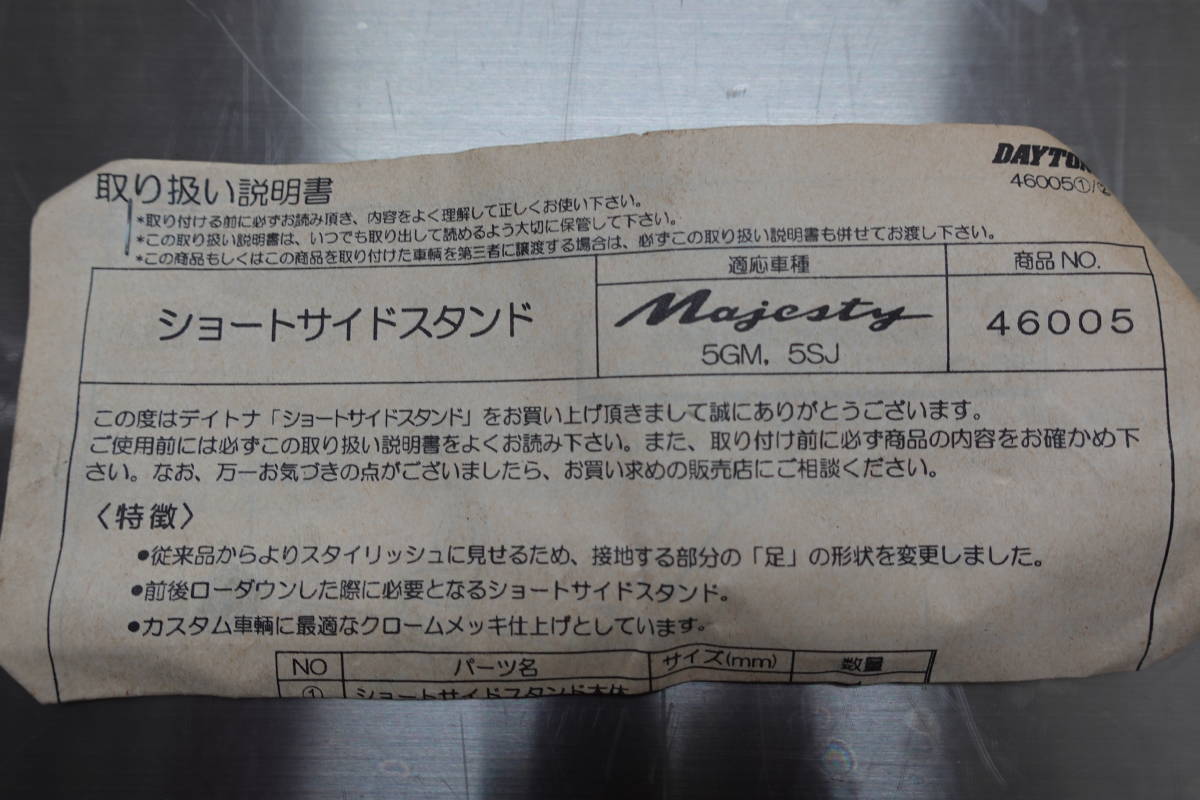 取り扱い説明書
DAYTON
46005①/②
*取り付ける前に必ずお読み頂き、内容をよく理解して正しくお使い下さい。
*この取り扱い説明書は、いつでも取り出して読めるよう大切に保管して下さい。
*この商品もしくはこの商品を取り付けた車輌を第三者に譲渡する場合は、必ずこの取り扱い説明書も併せてお渡し下さい。
ショートサイドスタンド
適応車種
Majesty
5GM, 5SJ
商品NO.
46005
この度はデイトナ「ショートサイドスタンド」をお買い上げ頂きまして誠にありがとうございます。
ご使用前には必ずこの取り扱い説明書をよくお読み下さい。また、取り付け前に必ず商品の内容をお確かめ下
さい。なお、万一お気づきの点がございましたら、お買い求めの販売店にご相談ください。
〈特徴〉
●従来品からよりスタイリッシュに見せるため、接地する部分の「足」の形状を変更しました。
●前後ローダウンした際に必要となるショートサイドスタンド。
●カスタム車輌に最適なクロームメッキ仕上げとしています。
NO パーツ名 サイズ(mm) 数量
① ショートサイドスタンド本体